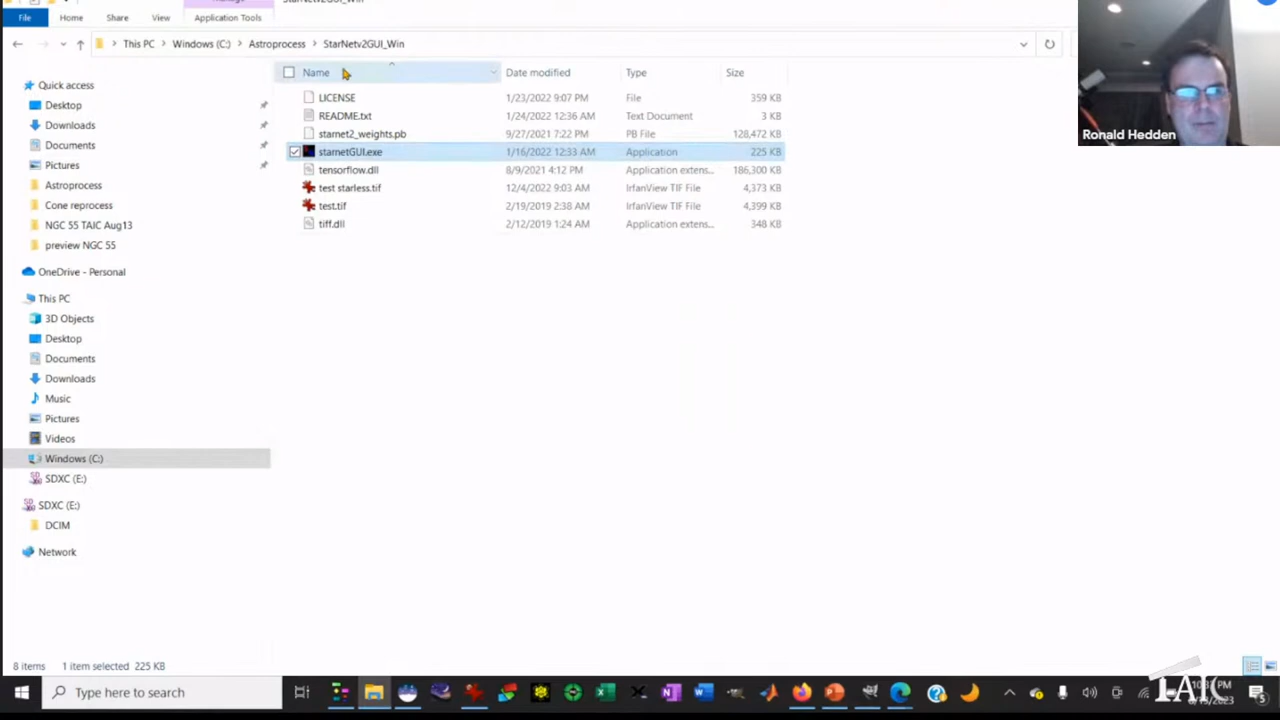 File Home Share View Application Tools
This PC Windows (C:) Astroprocess StarNetv2GUI_Win
Name Date modified Type Size
Quick access
Desktop
Downloads
Documents
Pictures
Astroprocess
Cone reprocess
NGC 55 TAIC Aug13
preview NGC 55
OneDrive - Personal
This PC
3D Objects
Desktop
Documents
Downloads
Music
Pictures
Videos
Windows (C:)
SDXC (E:)
SDXC (E:)
DCIM
Network
LICENSE 1/23/2022 9:07 PM File 359 KB
README.txt 1/24/2022 12:36 AM Text Document 3 KB
starnet2_weights.pb 9/27/2021 7:22 PM PB File 128,472 KB
starnetGUI.exe 1/16/2022 12:33 AM Application 225 KB
tensorflow.dll 8/9/2021 4:12 PM Application extens... 186,300 KB
test starless.tif 12/4/2022 9:03 AM IrfanView TIF File 4,373 KB
test.tif 2/19/2019 2:38 AM IrfanView TIF File 4,399 KB
tiff.dll 2/12/2019 1:24 AM Application extens... 348 KB
Ronald Hedden
8 items 1 item selected 225 KB
Type here to search